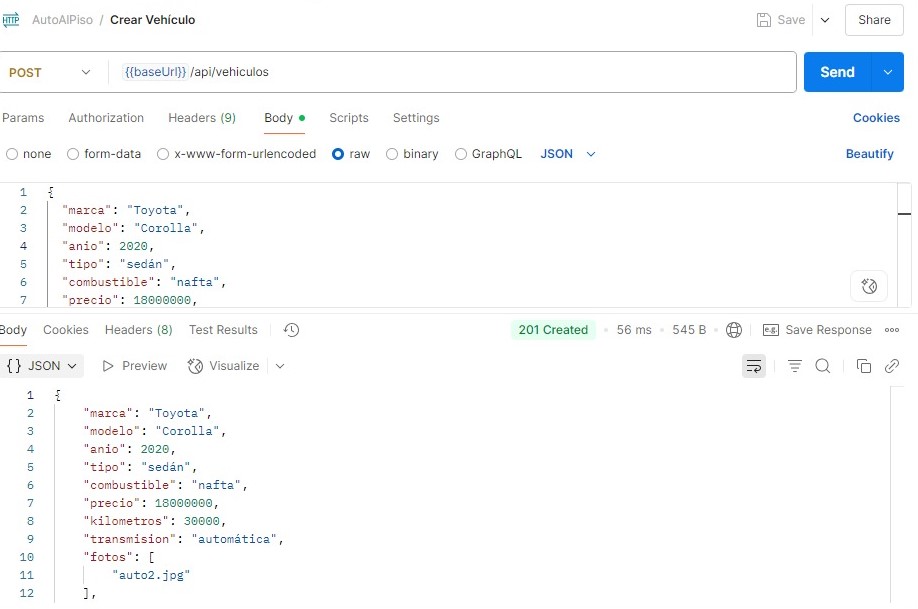 HTTP AutoAlPiso / Crear Vehículo Save Share
POST {{baseUrl}} /api/vehiculos Send
Params Authorization Headers (9) Body Scripts Settings Cookies
none form-data x-www-form-urlencoded raw binary GraphQL JSON Beautify
1 {
2 "marca": "Toyota",
3 "modelo": "Corolla",
4 "anio": 2020,
5 "tipo": "sedán",
6 "combustible": "nafta",
7 "precio": 18000000,
Body Cookies Headers (8) Test Results 201 Created 56 ms 545 B e.g. Save Response
{} JSON Preview Visualize
1 {
2 "marca": "Toyota",
3 "modelo": "Corolla",
4 "anio": 2020,
5 "tipo": "sedán",
6 "combustible": "nafta",
7 "precio": 18000000,
8 "kilometros": 30000,
9 "transmision": "automática",
10 "fotos": [
11 "auto2.jpg"
12 ],